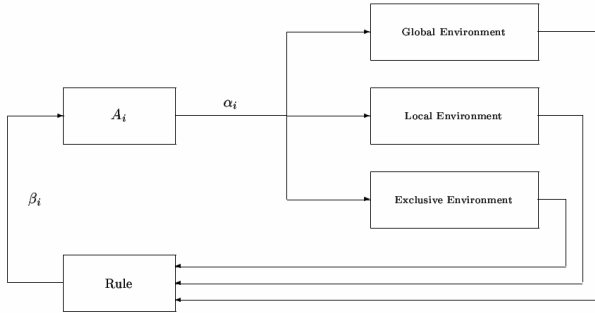 Global Environment
A_i
α_i
Local Environment
β_i
Exclusive Environment
Rule